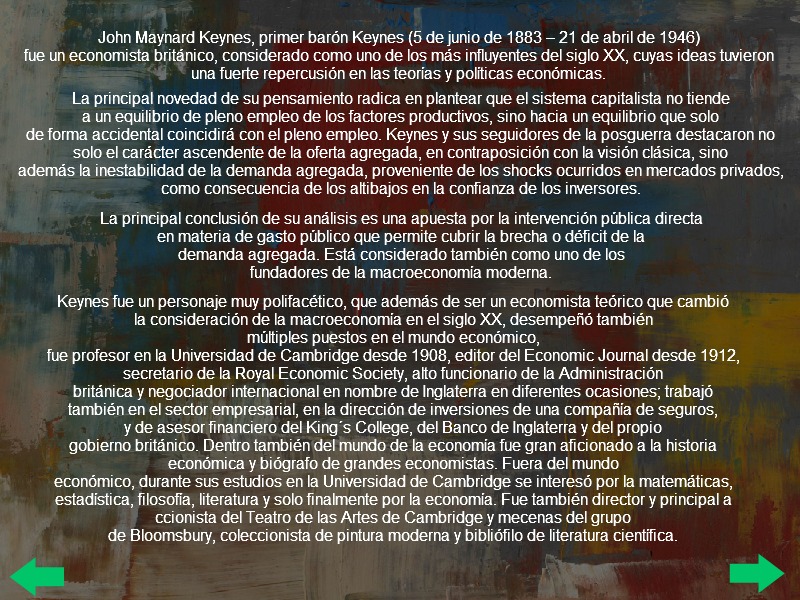 John Maynard Keynes, primer barón Keynes (5 de junio de 1883 – 21 de abril de 1946)
fue un economista británico, considerado como uno de los más influyentes del siglo XX, cuyas ideas tuvieron
una fuerte repercusión en las teorías y políticas económicas.
La principal novedad de su pensamiento radica en plantear que el sistema capitalista no tiende
a un equilibrio de pleno empleo de los factores productivos, sino hacia un equilibrio que solo
de forma accidental coincidirá con el pleno empleo. Keynes y sus seguidores de la posguerra destacaron no
solo el carácter ascendente de la oferta agregada, en contraposición con la visión clásica, sino
además la inestabilidad de la demanda agregada, proveniente de los shocks ocurridos en mercados privados,
como consecuencia de los altibajos en la confianza de los inversores.
La principal conclusión de su análisis es una apuesta por la intervención pública directa
en materia de gasto público que permite cubrir la brecha o déficit de la
demanda agregada. Está considerado también como uno de los
fundadores de la macroeconomía moderna.
Keynes fue un personaje muy polifacético, que además de ser un economista teórico que cambió
la consideración de la macroeconomía en el siglo XX, desempeñó también
múltiples puestos en el mundo económico,
fue profesor en la Universidad de Cambridge desde 1908, editor del Economic Journal desde 1912,
secretario de la Royal Economic Society, alto funcionario de la Administración
británica y negociador internacional en nombre de Inglaterra en diferentes ocasiones; trabajó
también en el sector empresarial, en la dirección de inversiones de una compañía de seguros,
y de asesor financiero del King´s College, del Banco de Inglaterra y del propio
gobierno británico. Dentro también del mundo de la economía fue gran aficionado a la historia
económica y biógrafo de grandes economistas. Fuera del mundo
económico, durante sus estudios en la Universidad de Cambridge se interesó por la matemáticas,
estadística, filosofía, literatura y solo finalmente por la economía. Fue también director y principal a
ccionista del Teatro de las Artes de Cambridge y mecenas del grupo
de Bloomsbury, coleccionista de pintura moderna y bibliófilo de literatura científica.